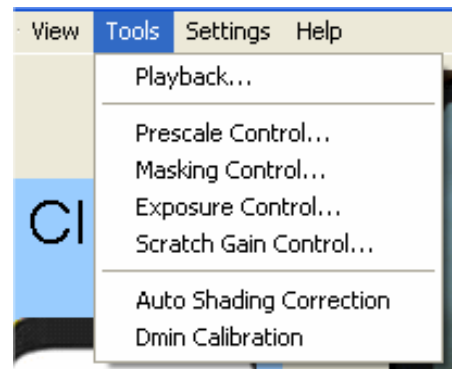 View Tools Settings Help
Playback...
Prescale Control...
Masking Control...
Exposure Control...
Cl
Scratch Gain Control...
Auto Shading Correction
Dmin Calibration